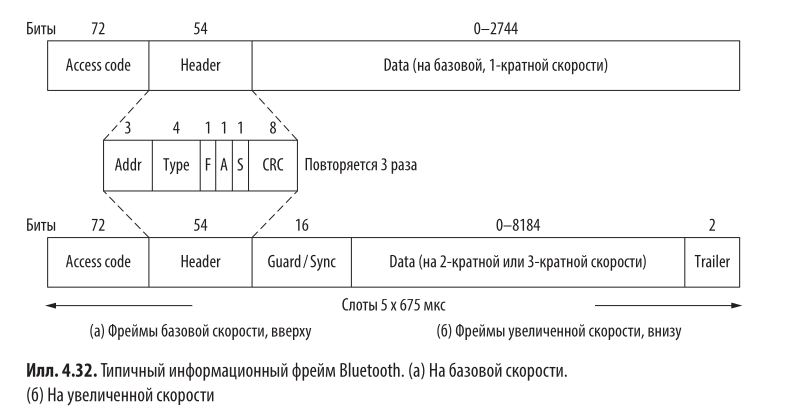 Биты 72 54 0–2744
Access code Header Data (на базовой, 1-кратной скорости)
3 4 1 1 1 8
Addr Type F A S CRC Повторяется 3 раза
Биты 72 54 16 0–8184 2
Access code Header Guard / Sync Data (на 2-кратной или 3-кратной скорости) Trailer
Слоты 5 x 675 мкс
(а) Фреймы базовой скорости, вверху (б) Фреймы увеличенной скорости, внизу
Илл. 4.32. Типичный информационный фрейм Bluetooth. (а) На базовой скорости.
(б) На увеличенной скорости